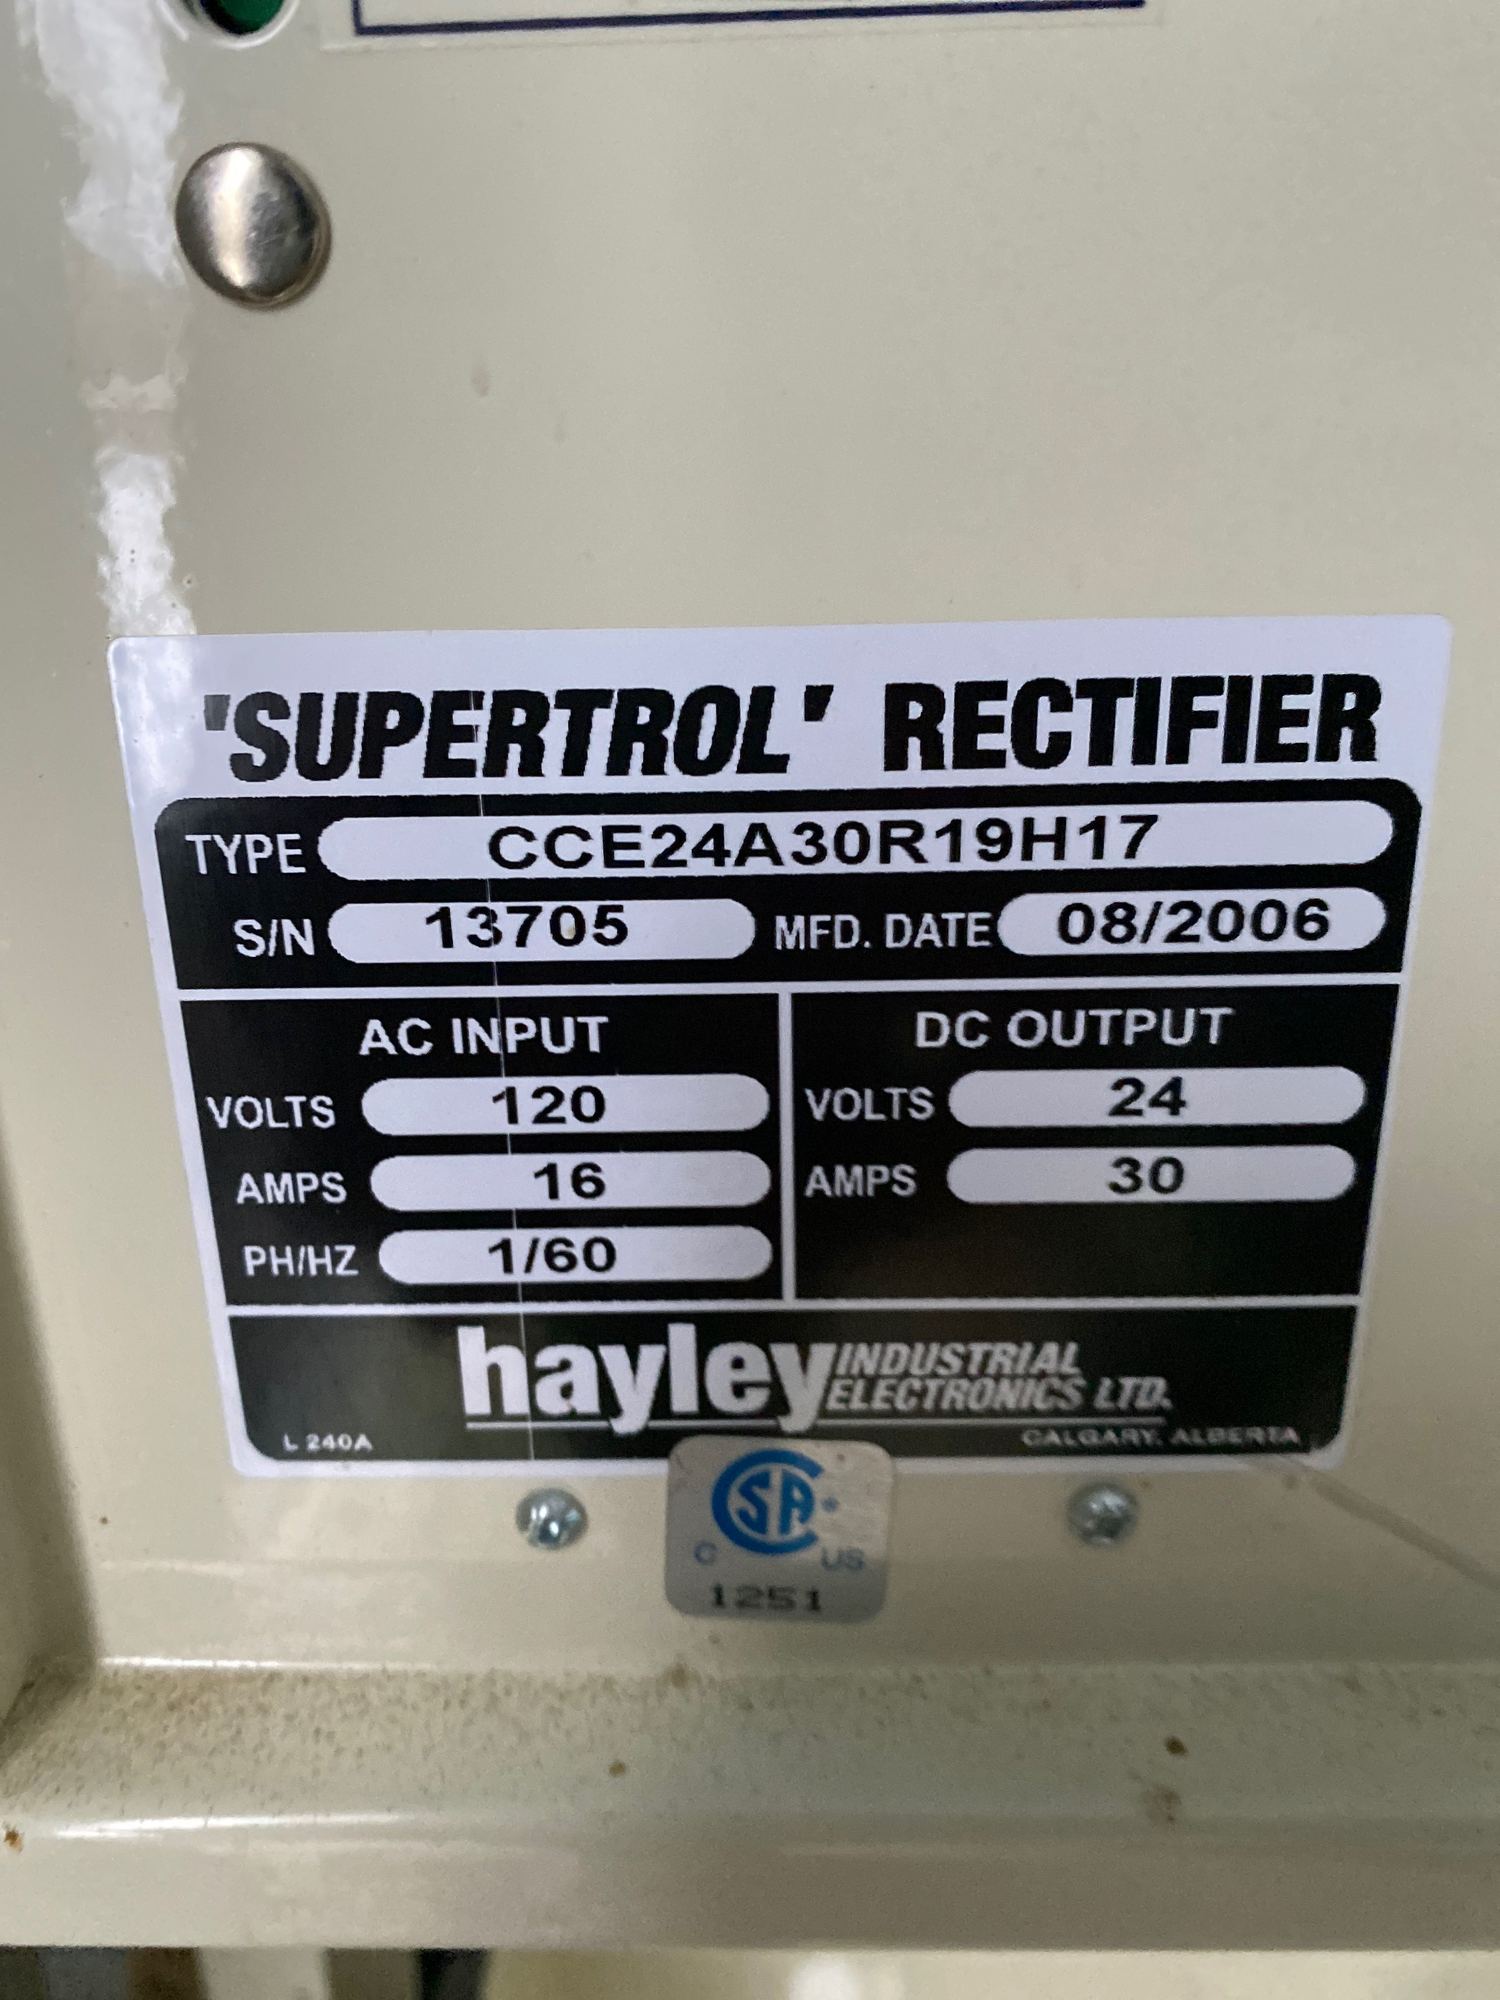 'SUPERTROL' RECTIFIER
TYPE CCE24A30R19H17
S/N 13705 MFD. DATE 08/2006
AC INPUT
VOLTS 120
AMPS 16
PH/HZ 1/60
DC OUTPUT
VOLTS 24
AMPS 30
hayley INDUSTRIAL
ELECTRONICS LTD.
L 240A CALGARY, ALBERTA
CSA ®
C US
1251